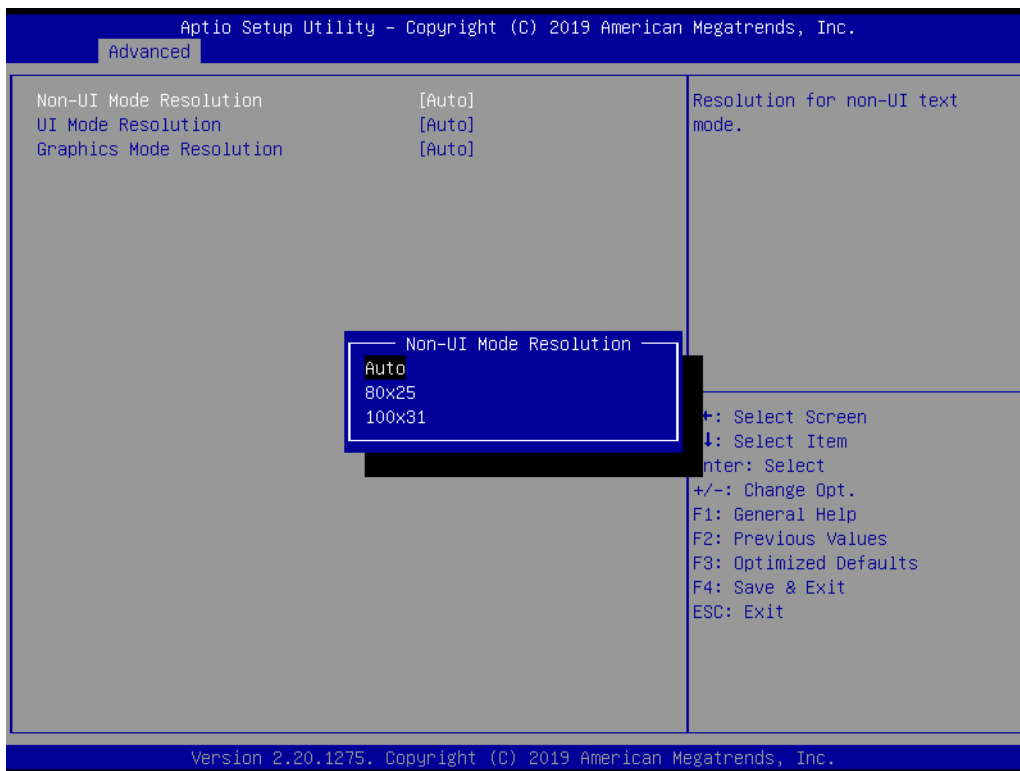 Aptio Setup Utility – Copyright (C) 2019 American Megatrends, Inc.
Advanced
Non-UI Mode Resolution [Auto]
UI Mode Resolution [Auto]
Graphics Mode Resolution [Auto]
Resolution for non-UI text
mode.
Non-UI Mode Resolution
Auto
80x25
100x31
: Select Screen
: Select Item
nter: Select
+/-: Change Opt.
F1: General Help
F2: Previous Values
F3: Optimized Defaults
F4: Save & Exit
ESC: Exit
Version 2.20.1275. Copyright (C) 2019 American Megatrends, Inc.